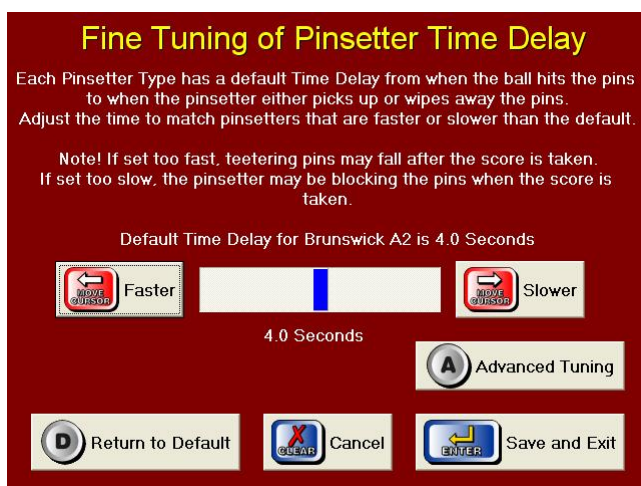 Fine Tuning of Pinsetter Time Delay
Each Pinsetter Type has a default Time Delay from when the ball hits the pins
to when the pinsetter either picks up or wipes away the pins.
Adjust the time to match pinsetters that are faster or slower than the default.
Note! If set too fast, teetering pins may fall after the score is taken.
If set too slow, the pinsetter may be blocking the pins when the score is
taken.
Default Time Delay for Brunswick A2 is 4.0 Seconds
MOVE
CURSOR
Faster
MOVE
CURSOR
Slower
4.0 Seconds
A Advanced Tuning
D Return to Default
CLEAR
Cancel
ENTER
Save and Exit